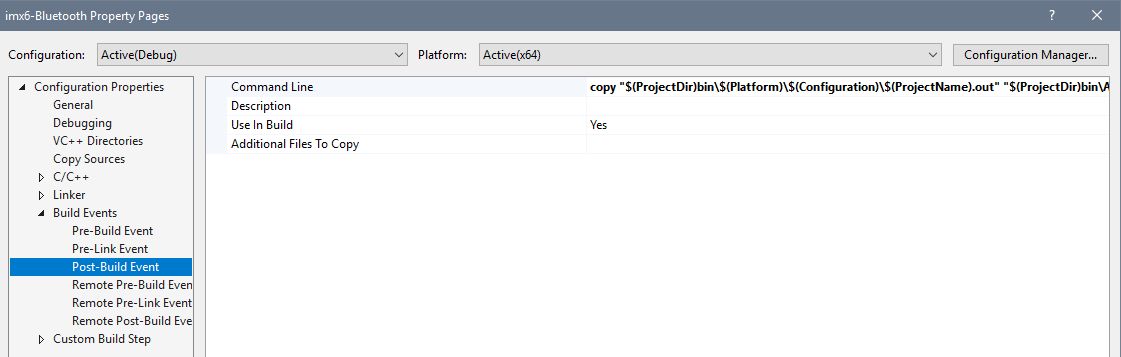 imx6-Bluetooth Property Pages
Configuration: Active(Debug) Platform: Active(x64) Configuration Manager...
Configuration Properties
General
Debugging
VC++ Directories
Copy Sources
C/C++
Linker
Build Events
Pre-Build Event
Pre-Link Event
Post-Build Event
Remote Pre-Build Even
Remote Pre-Link Event
Remote Post-Build Eve
Custom Build Step
Command Line copy "$(ProjectDir)bin\$(Platform)\$(Configuration)\$(ProjectName).out" "$(ProjectDir)bin\A
Description
Use In Build Yes
Additional Files To Copy